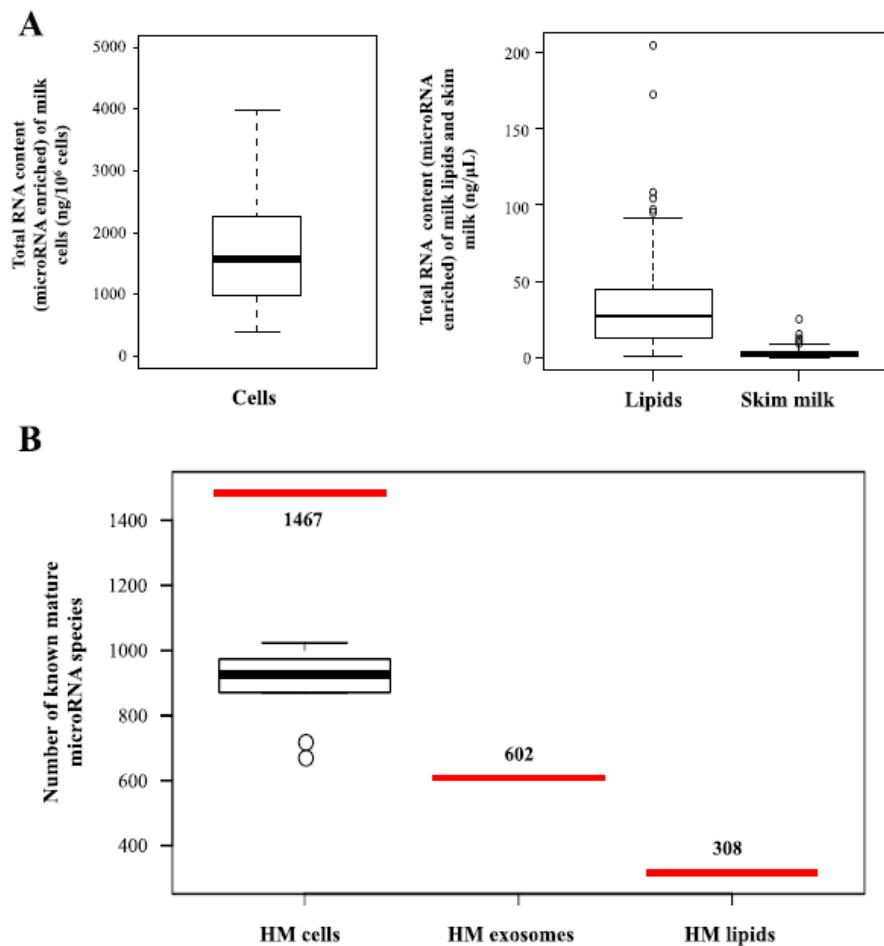 A
Total RNA content
(microRNA enriched) of milk
cells (ng/10⁶ cells)
5000
4000
3000
2000
1000
0
Cells
Total RNA content (microRNA
enriched) of milk lipids and skim
milk (ng/µL)
200
150
100
50
0
Lipids
Skim milk
B
Number of known mature
microRNA species
1400
1200
1000
800
600
400
1467
602
308
HM cells
HM exosomes
HM lipids